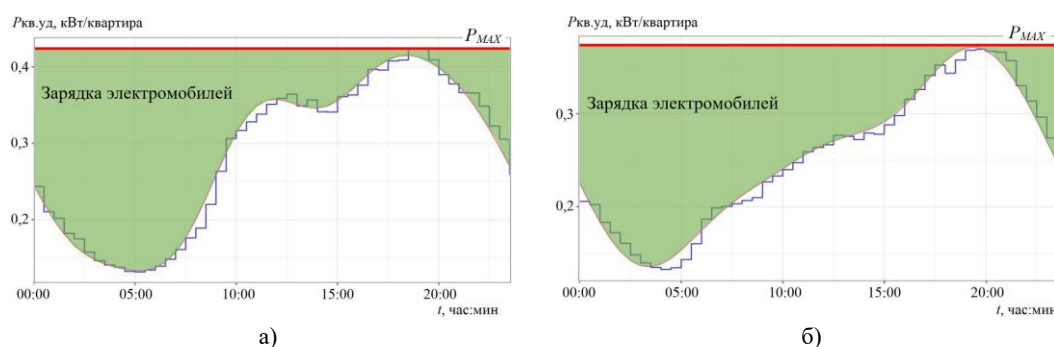 Pкв.уд, кВт/квартира
PMAX
0,4
Зарядка электромобилей
0,3
0,2
00:00 05:00 10:00 15:00 20:00
t, час:мин
а)
Pкв.уд, кВт/квартира
PMAX
Зарядка электромобилей
0,3
0,2
00:00 05:00 10:00 15:00 20:00
t, час:мин
б)